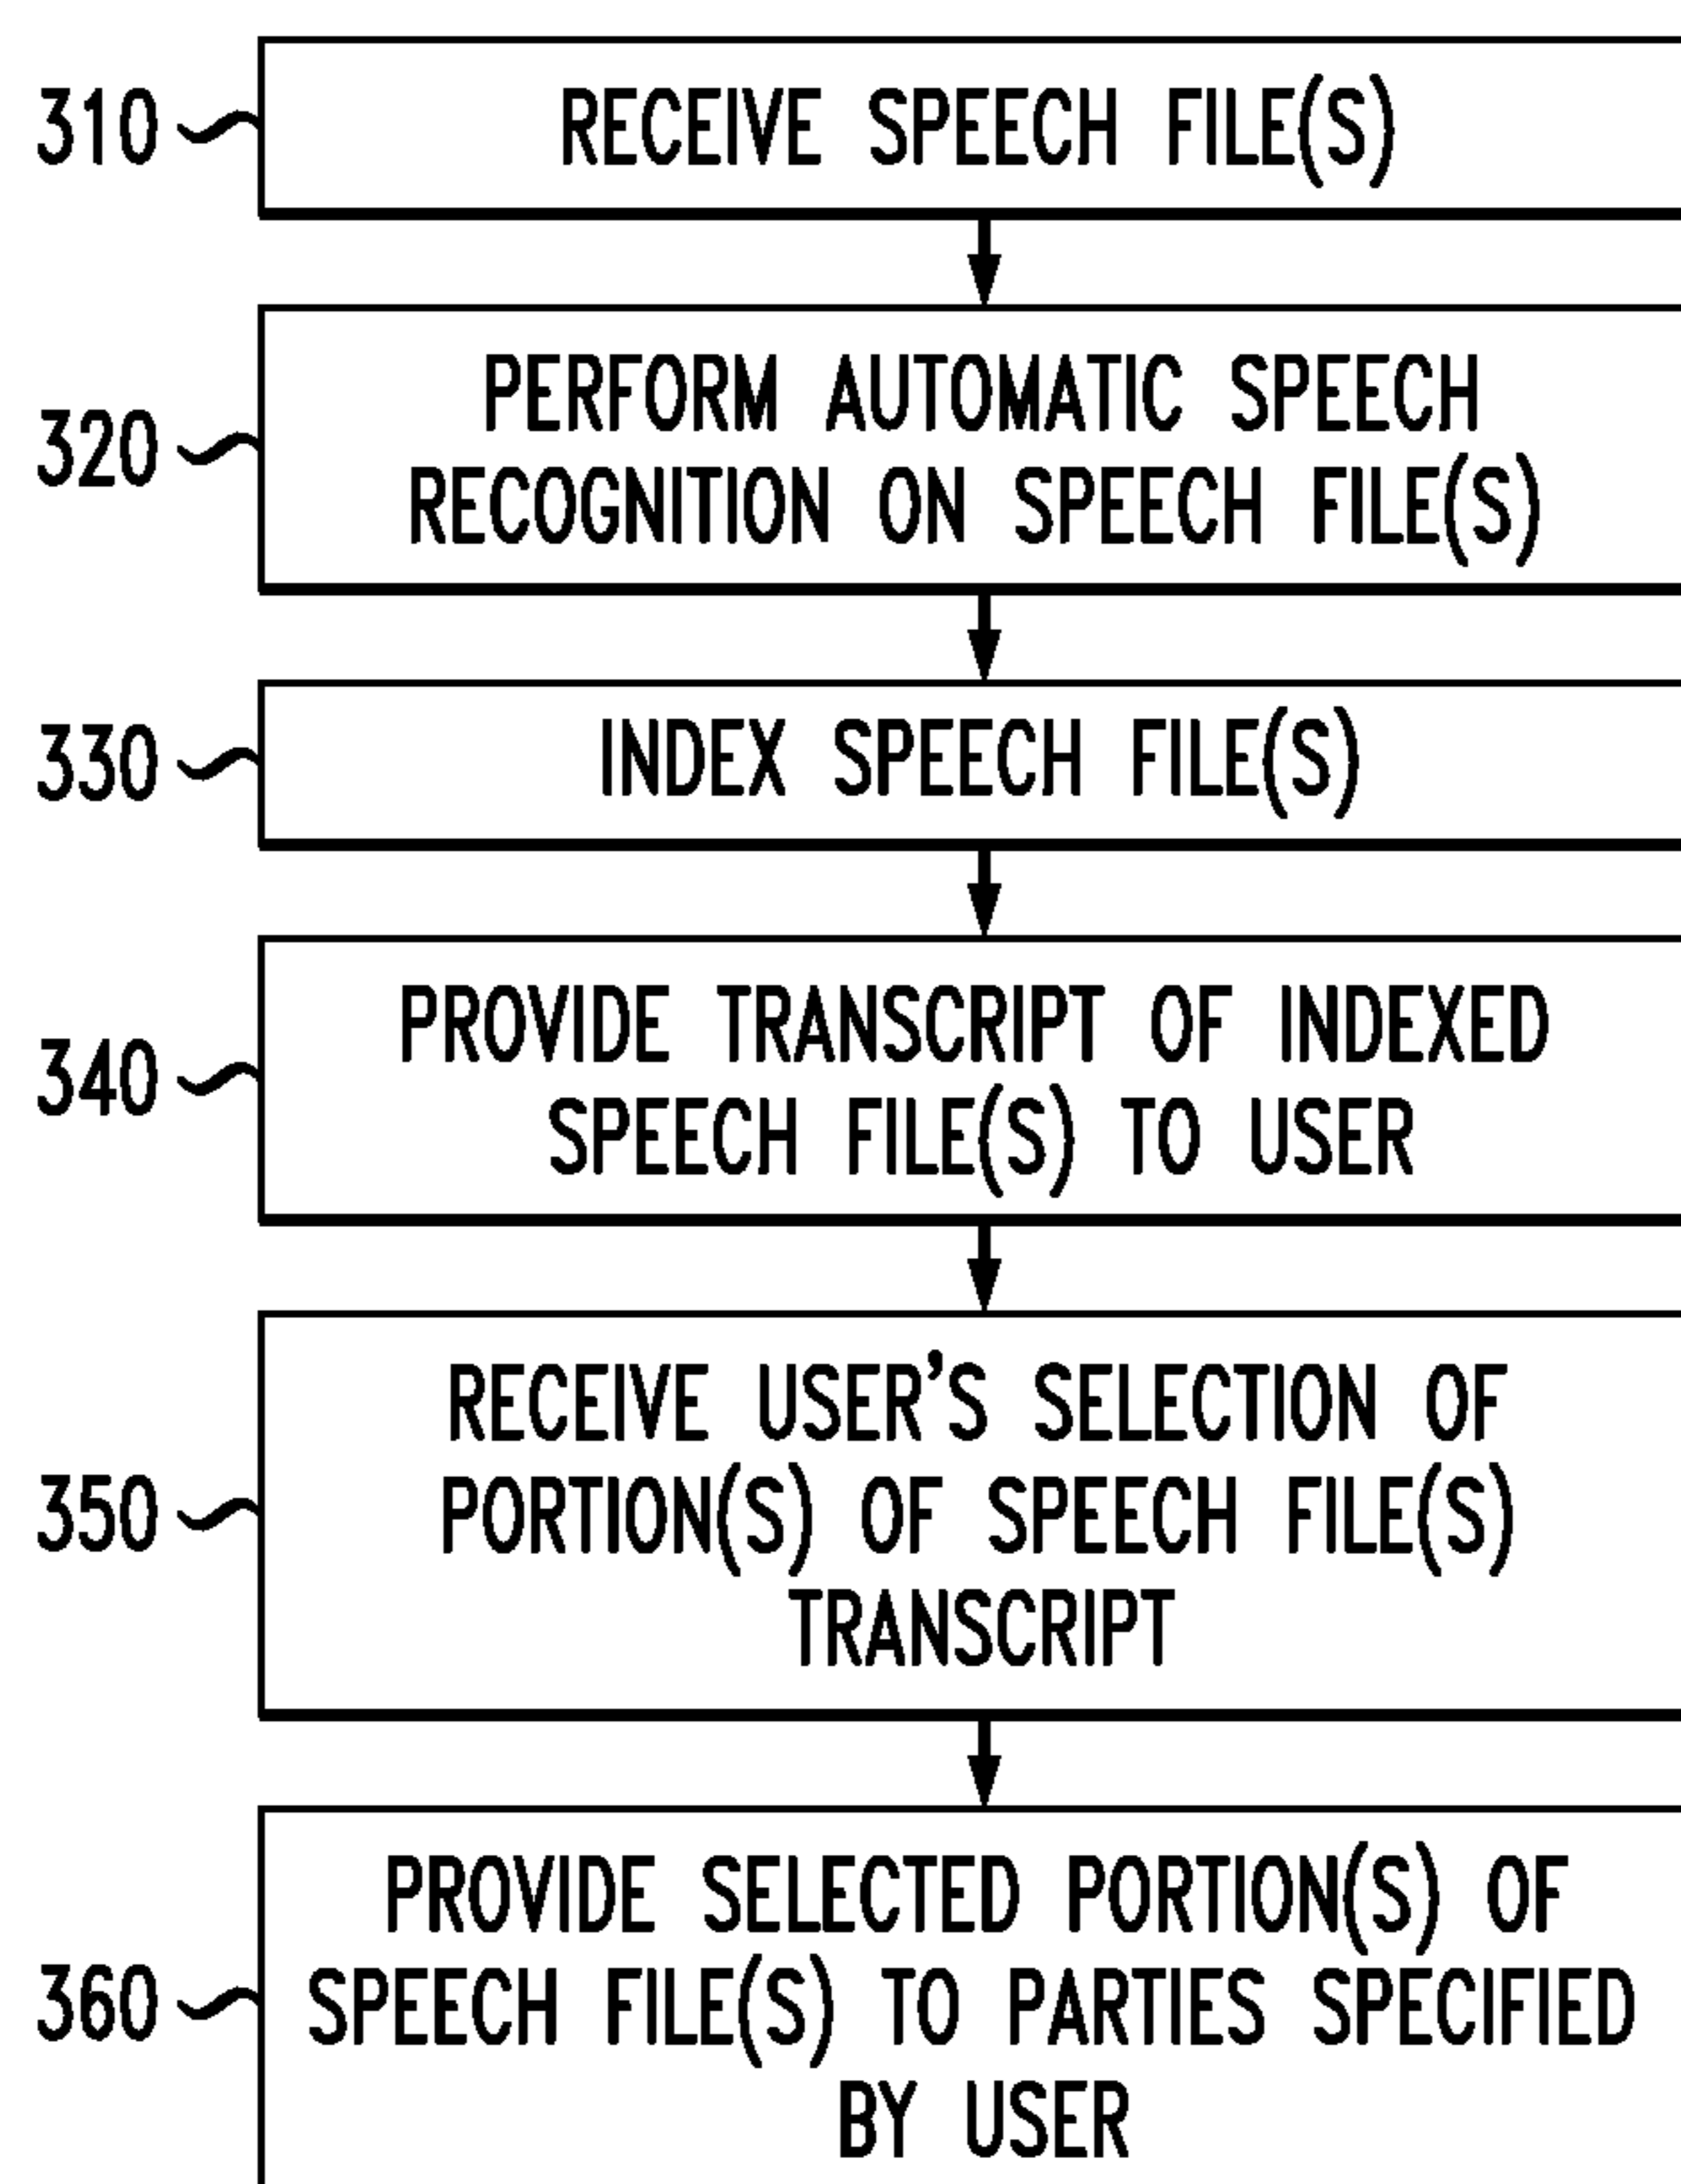 310
RECEIVE SPEECH FILE(S)
320
PERFORM AUTOMATIC SPEECH
RECOGNITION ON SPEECH FILE(S)
330
INDEX SPEECH FILE(S)
340
PROVIDE TRANSCRIPT OF INDEXED
SPEECH FILE(S) TO USER
350
RECEIVE USER'S SELECTION OF
PORTION(S) OF SPEECH FILE(S)
TRANSCRIPT
360
PROVIDE SELECTED PORTION(S) OF
SPEECH FILE(S) TO PARTIES SPECIFIED
BY USER